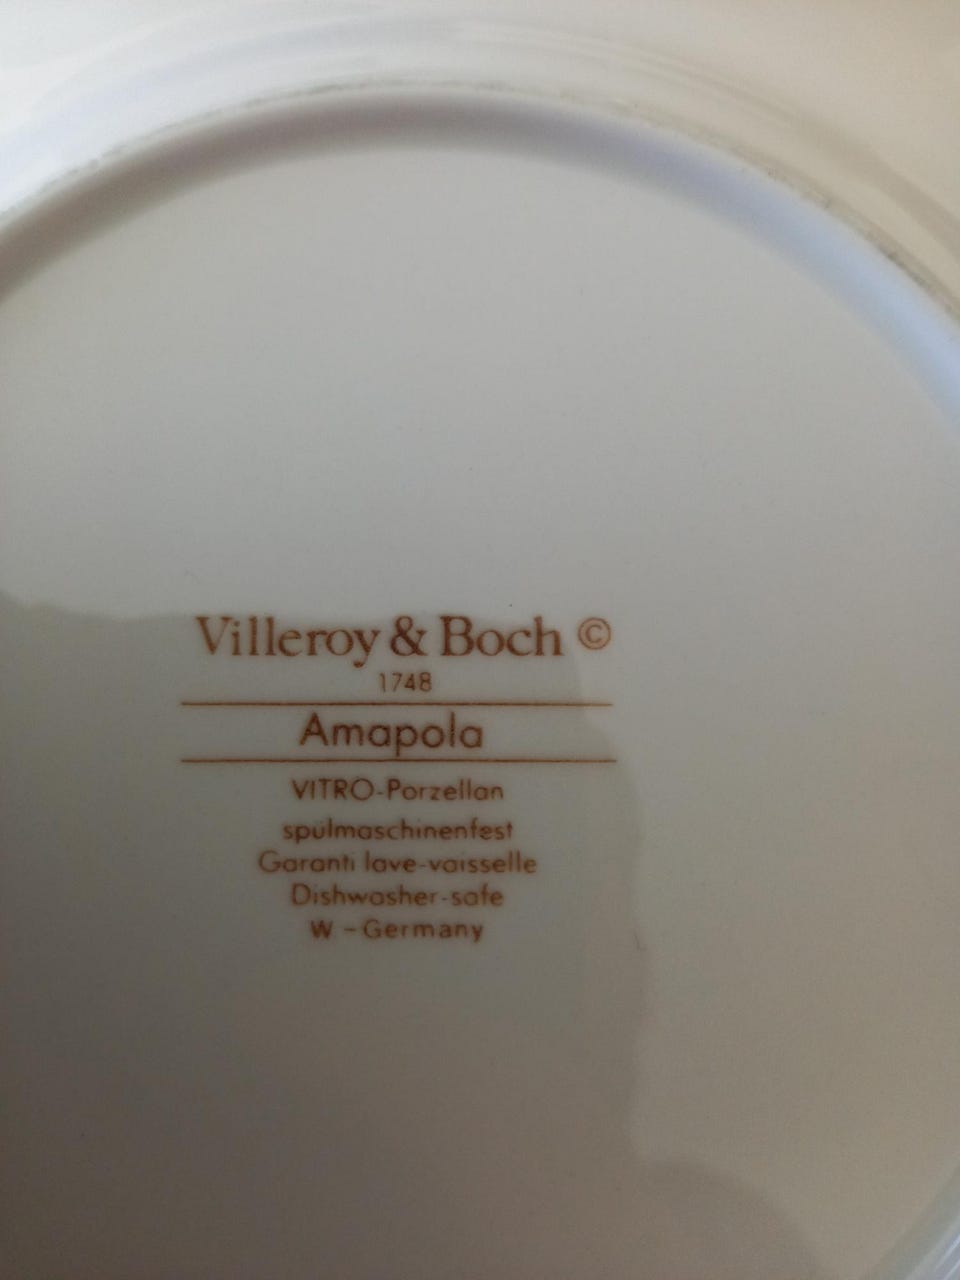 Villeroy & Boch ©
1748
Amapola
VITRO-Porzellan
spülmaschinenfest
Garanti lave-vaisselle
Dishwasher-safe
W - Germany